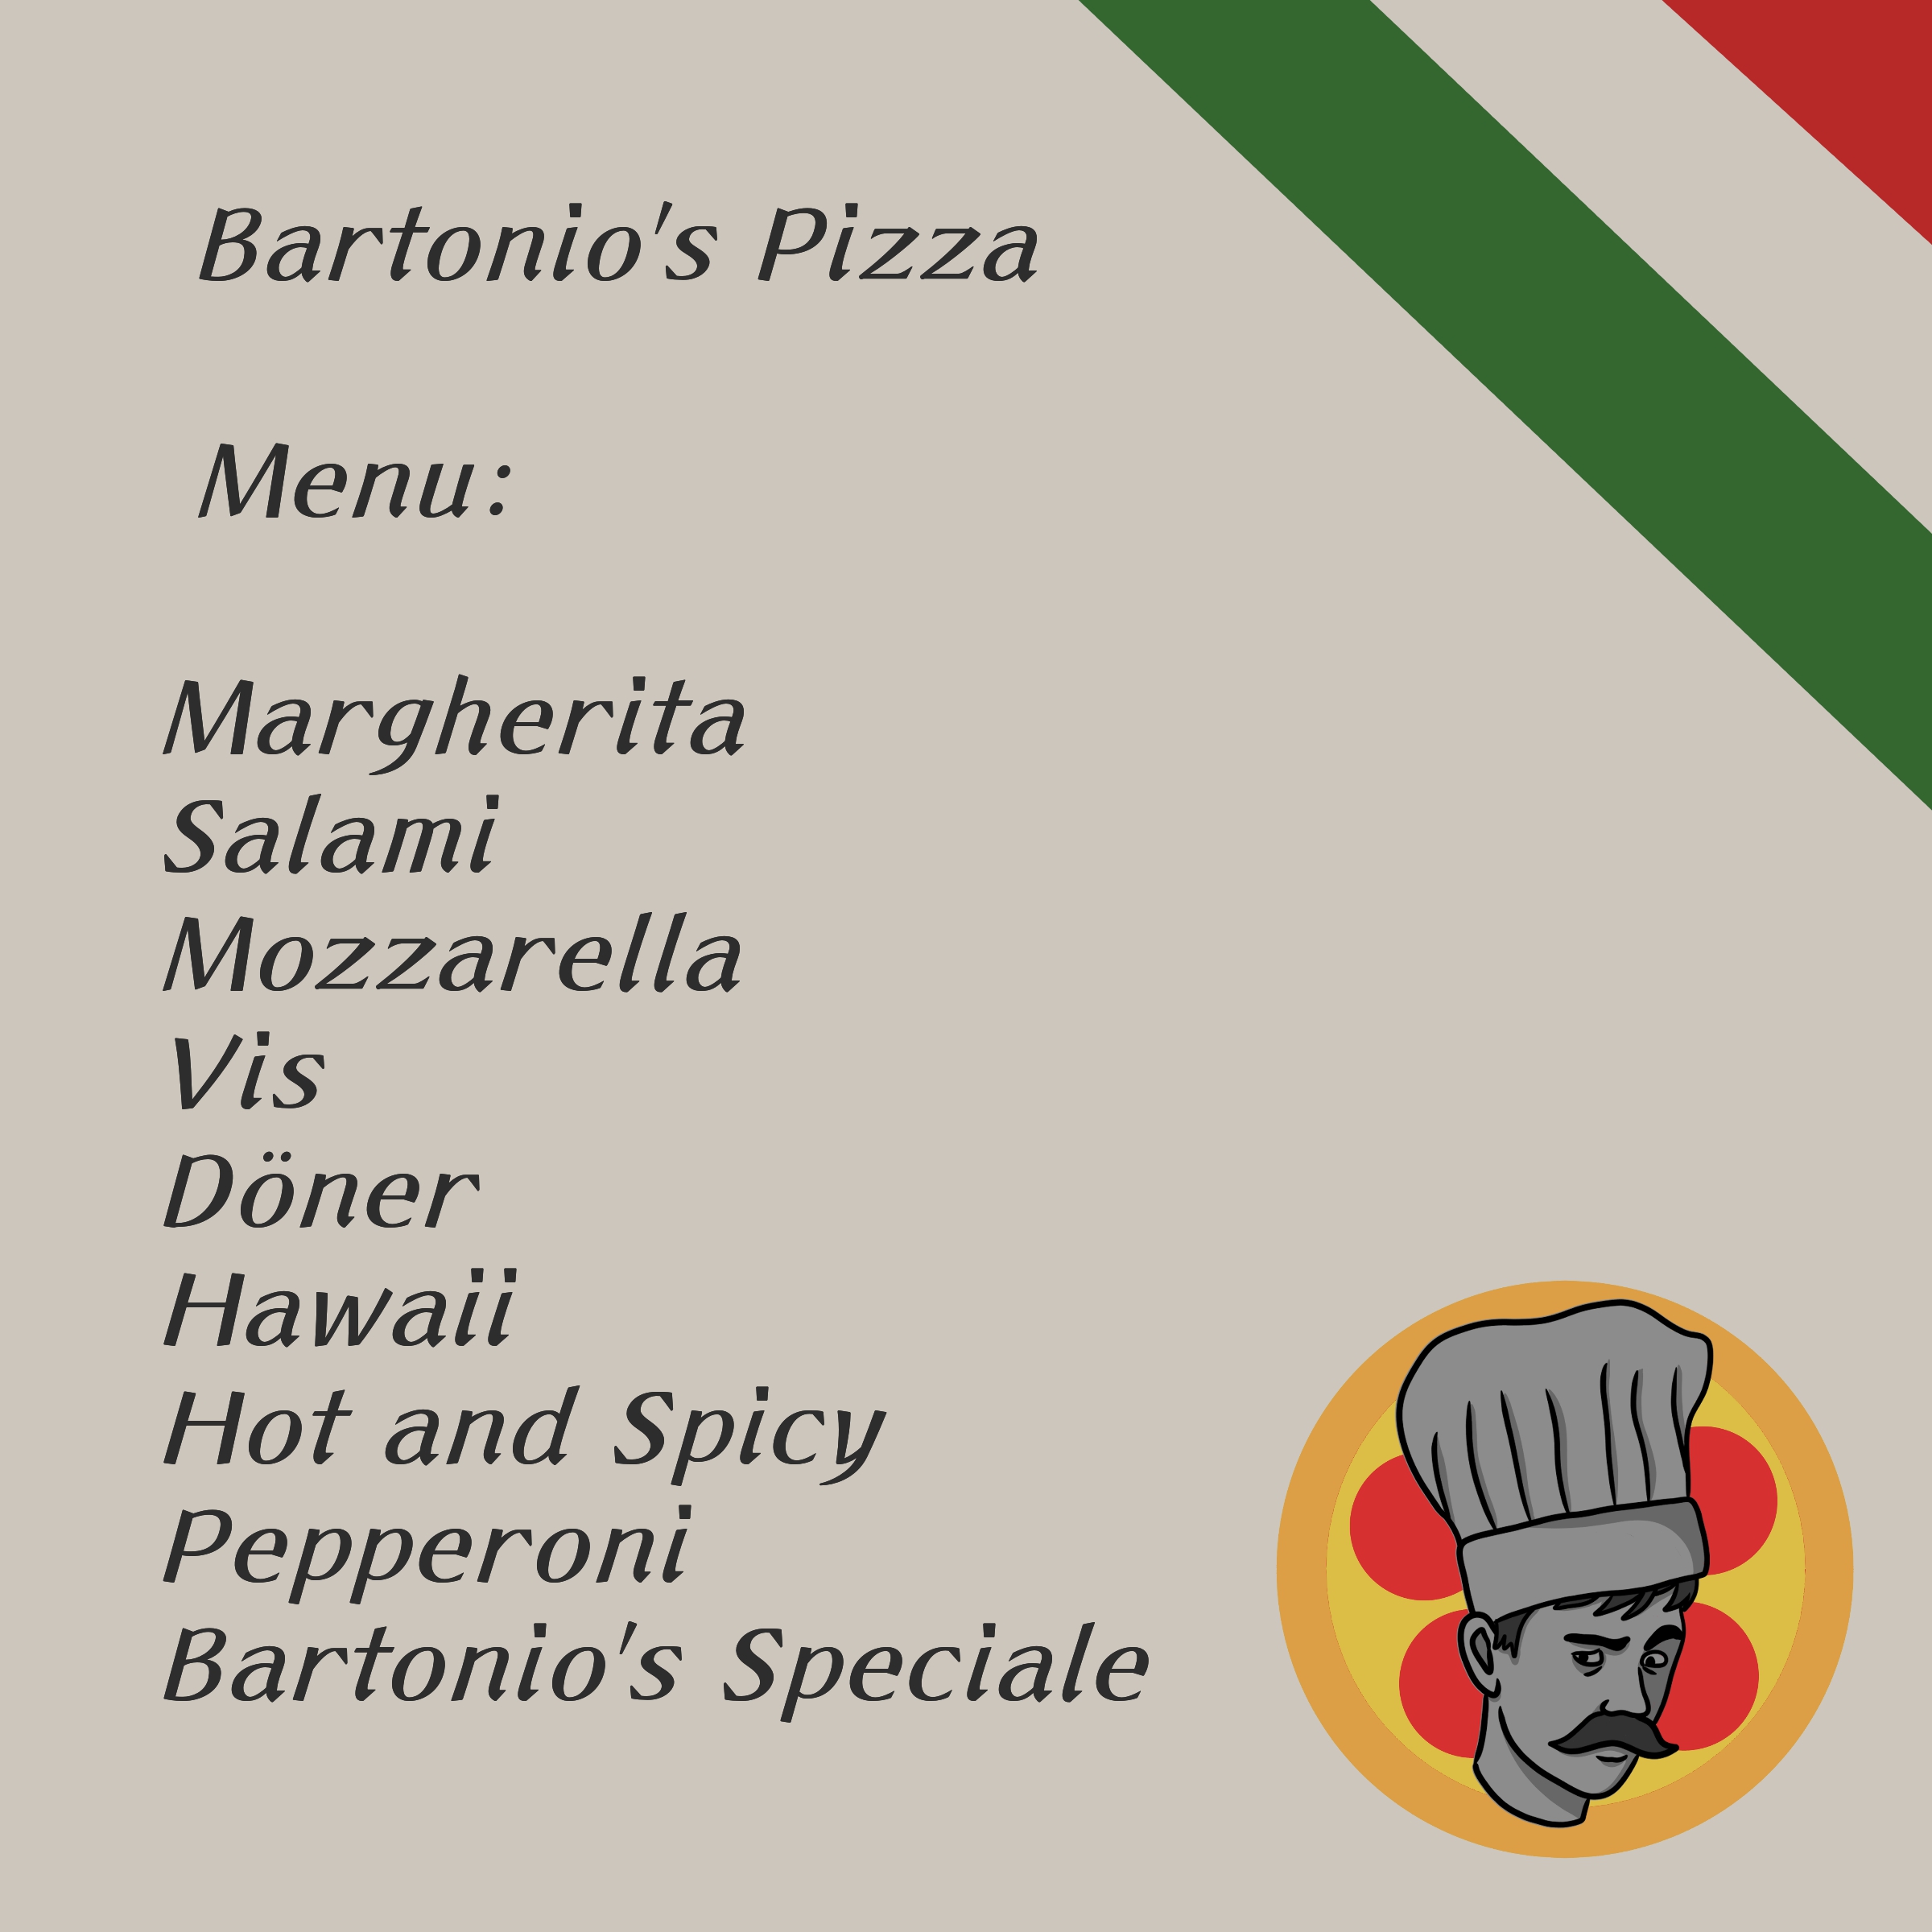 Bartonio's Pizza
Menu:
Margherita
Salami
Mozzarella
Vis
Döner
Hawaii
Hot and Spicy
Pepperoni
Bartonio's Speciale